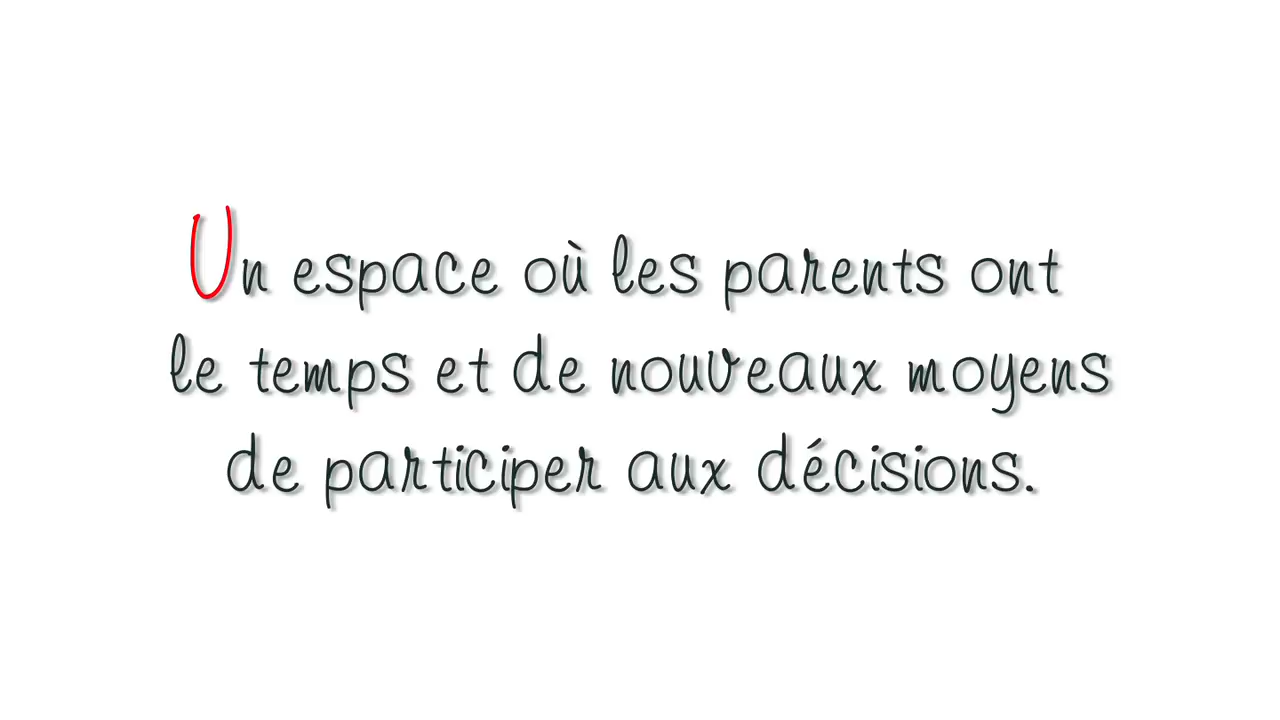 Un espace où les parents ont
le temps et de nouveaux moyens
de participer aux décisions.